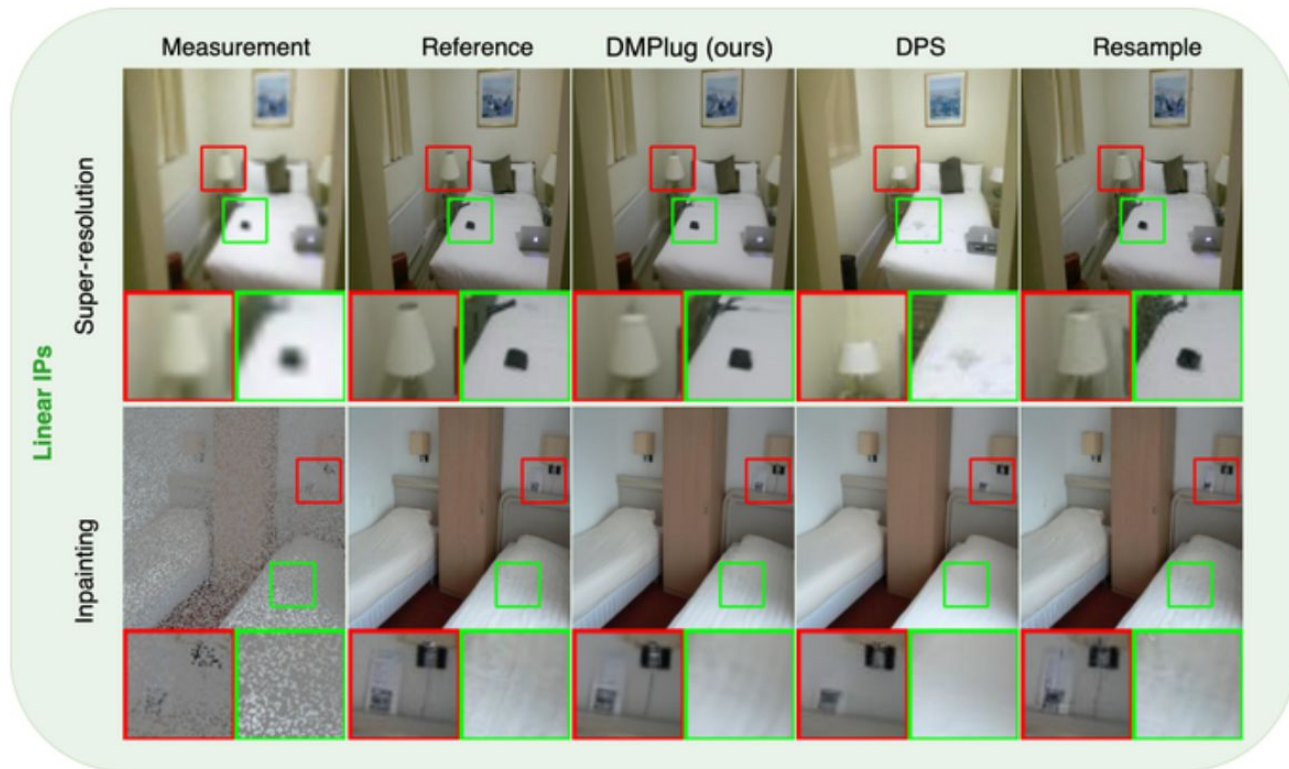 Measurement Reference DMPlug (ours) DPS Resample
Super-resolution
Linear IPs
Inpainting